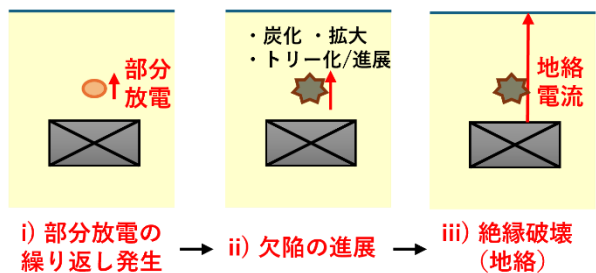 部分
放電
・炭化 ・拡大
・トリー化/進展
地絡
電流
i) 部分放電の
繰り返し発生
ii) 欠陥の進展
iii) 絶縁破壊
（地絡）